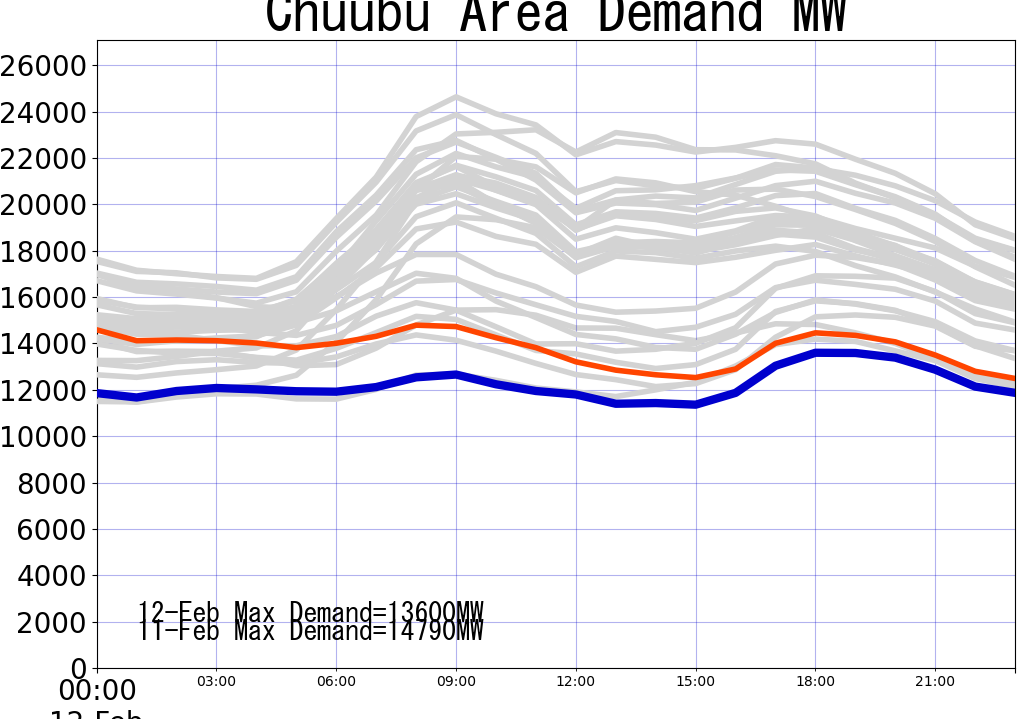 Chuubu Area Demand MW
26000
24000
22000
20000
18000
16000
14000
12000
10000
8000
6000
4000
2000
0
12-Feb Max Demand=13600MW
11-Feb Max Demand=14790MW
00:00 03:00 06:00 09:00 12:00 15:00 18:00 21:00
12-Feb